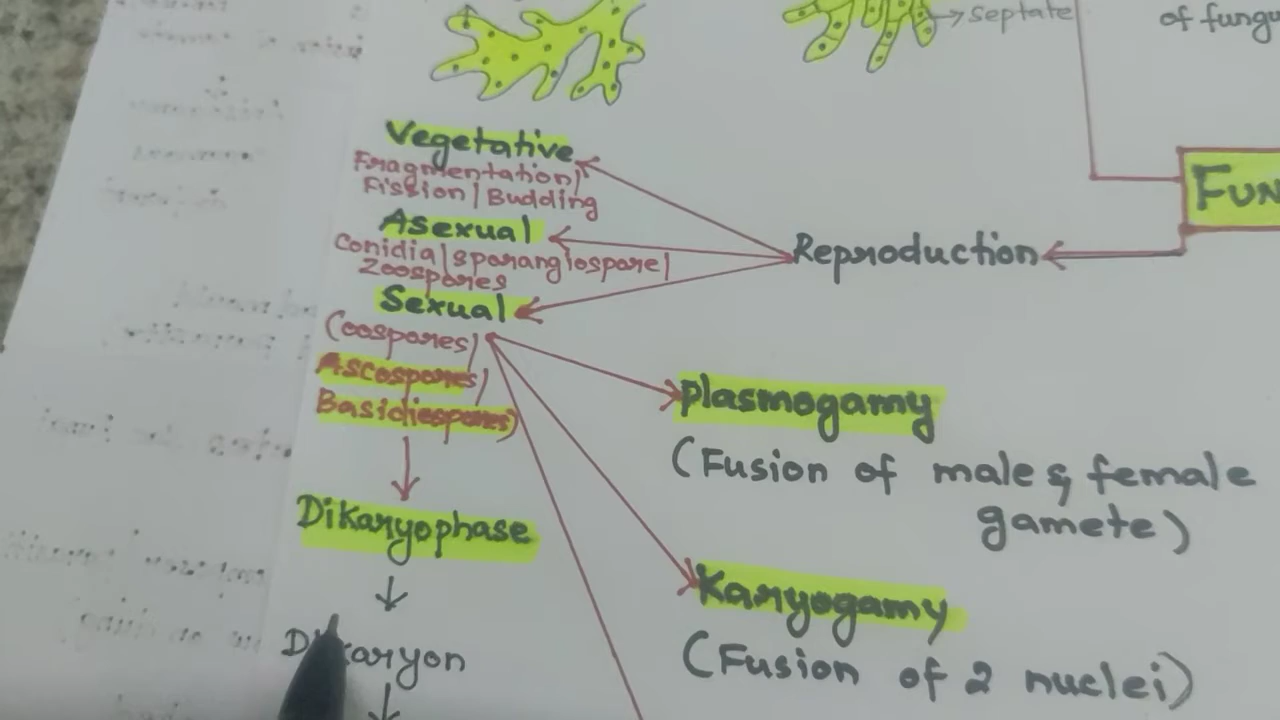 septate
of fungu
Vegetative
Fragmentation/
Fission/Budding
Asexual
Conidia/sporangiospore/
Zoospores
Sexual
(oospores/
Ascospores/
Basidiospores)
Dikaryophase
Dikaryon
Reproduction
FUN
Plasmogamy
(Fusion of male & female
gamete)
Karyogamy
(Fusion of 2 nuclei)